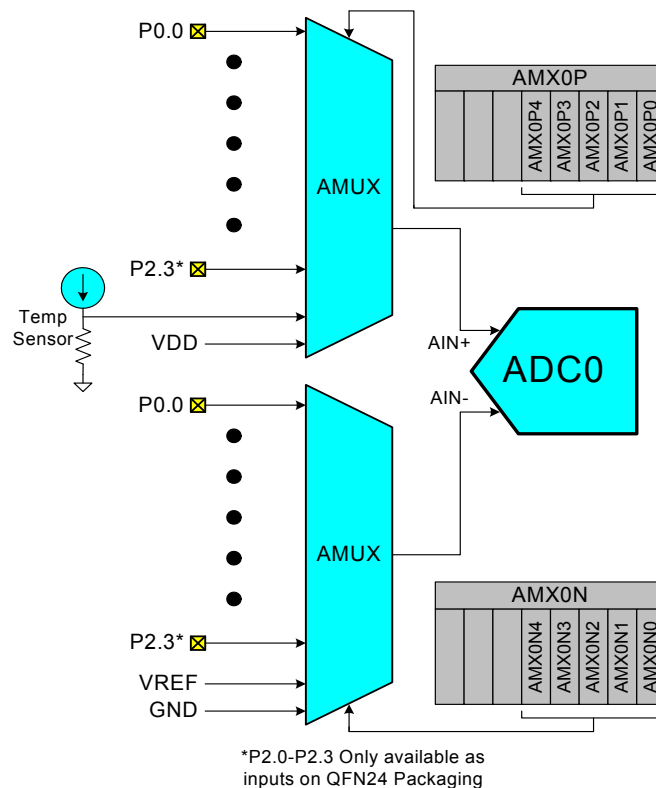 P0.0
AMX0P
AMX0P4
AMX0P3
AMX0P2
AMX0P1
AMX0P0
AMUX
P2.3*
Temp
Sensor
VDD
AIN+
ADC0
AIN-
P0.0
AMUX
AMX0N
AMX0N4
AMX0N3
AMX0N2
AMX0N1
AMX0N0
P2.3*
VREF
GND
*P2.0-P2.3 Only available as
inputs on QFN24 Packaging